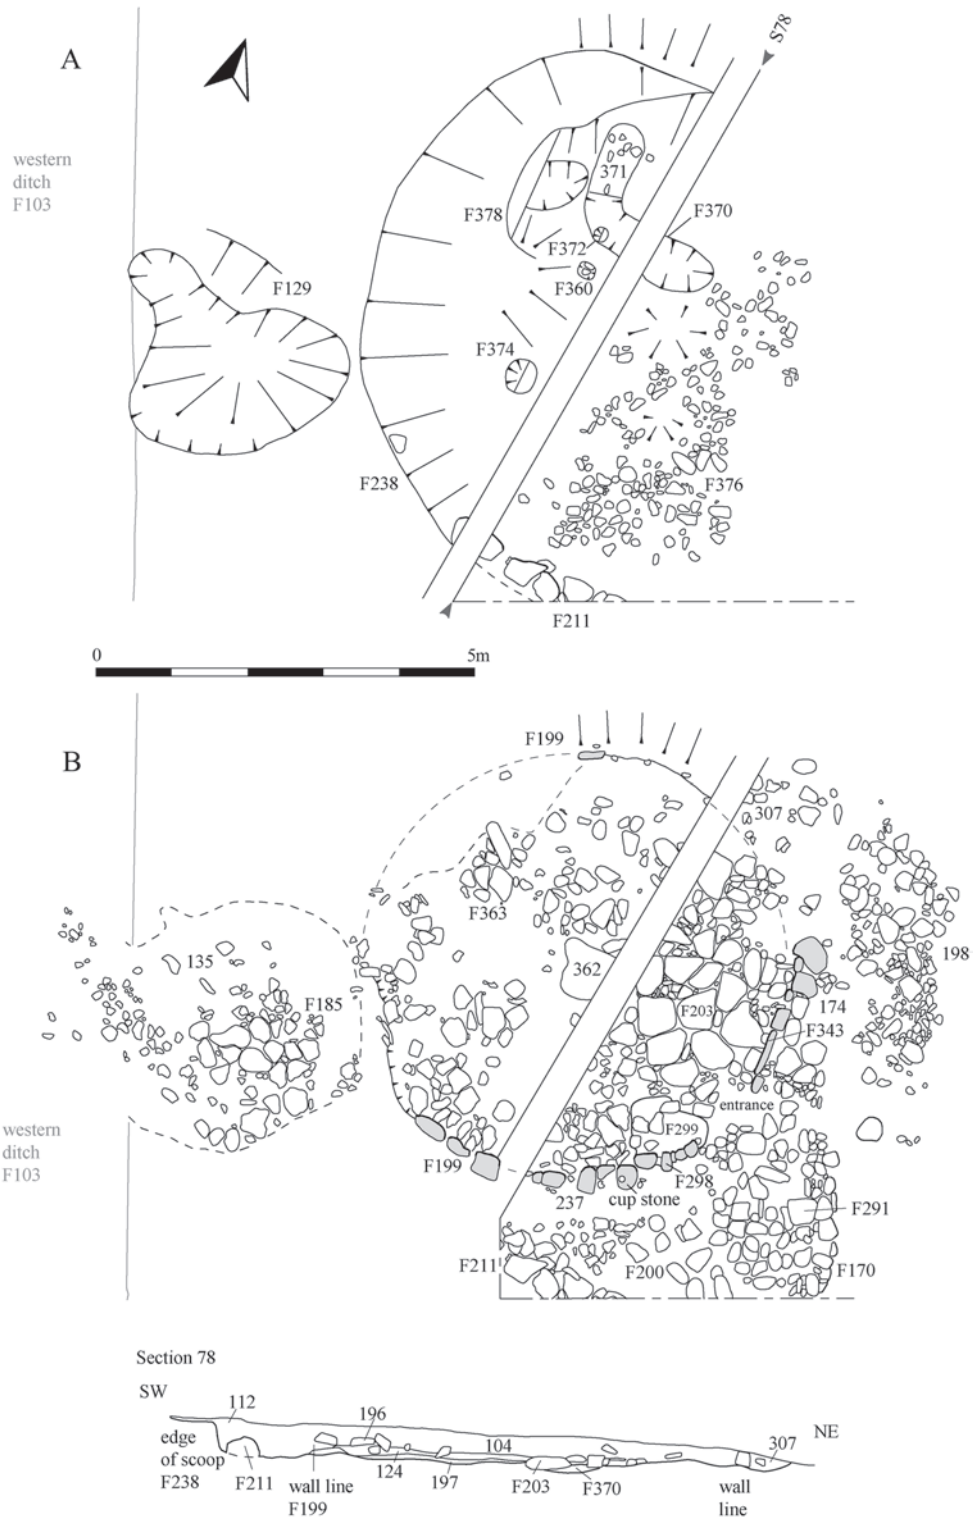 A
S78
western
ditch
F103
371
F378
F370
F372
F129
F360
F374
F238
F376
F211
0
5m
B
F199
307
F363
198
135
362
F185
F203
174
F343
entrance
western
ditch
F103
F299
F199
F298
237
cup stone
F291
F211
F200
F170
Section 78
SW
112
196
NE
edge
of scoop
F238
104
307
F211
124
197
F203
F370
wall line
F199
wall
line